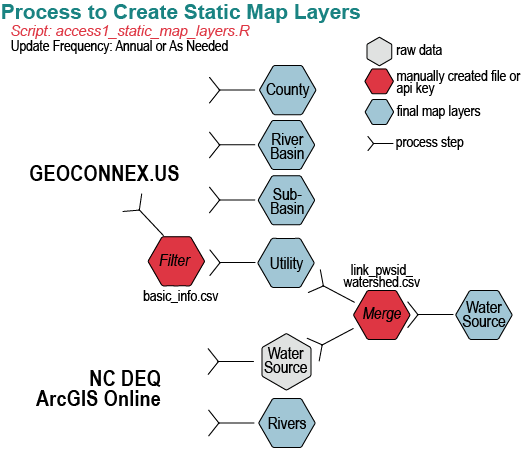 Process to Create Static Map Layers
Script: access1_static_map_layers.R
Update Frequency: Annual or As Needed
raw data
manually created file or
api key
final map layers
process step
County
River
Basin
GEOCONNEX.US
Sub-
Basin
Filter
basic_info.csv
Utility
link_pwsid_
watershed.csv
Merge
Water
Source
Water
Source
NC DEQ
ArcGIS Online
Rivers